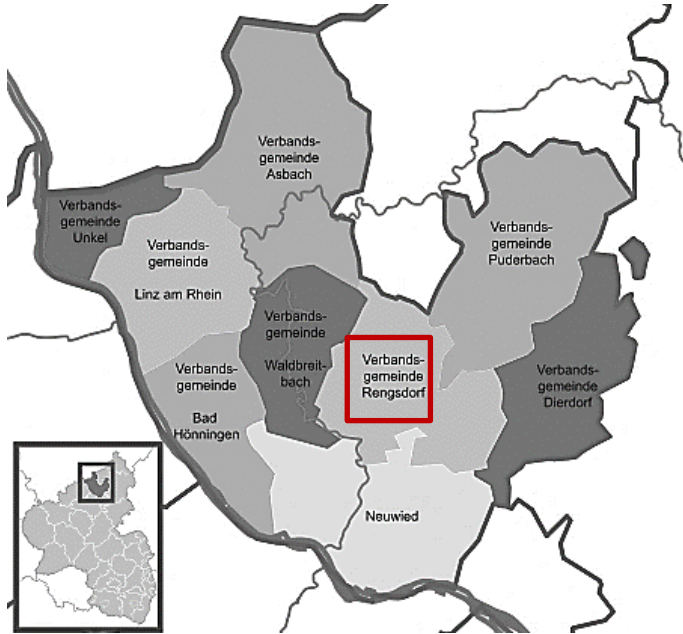 Verbands-
gemeinde
Asbach
Verbands-
gemeinde
Unkel
Verbands-
gemeinde
Linz am Rhein
Verbands-
gemeinde
Puderbach
Verbands-
gemeinde
Waldbreit-
bach
Verbands-
gemeinde
Rengsdorf
Verbands-
gemeinde
Bad
Hönningen
Verbands-
gemeinde
Dierdorf
Neuwied